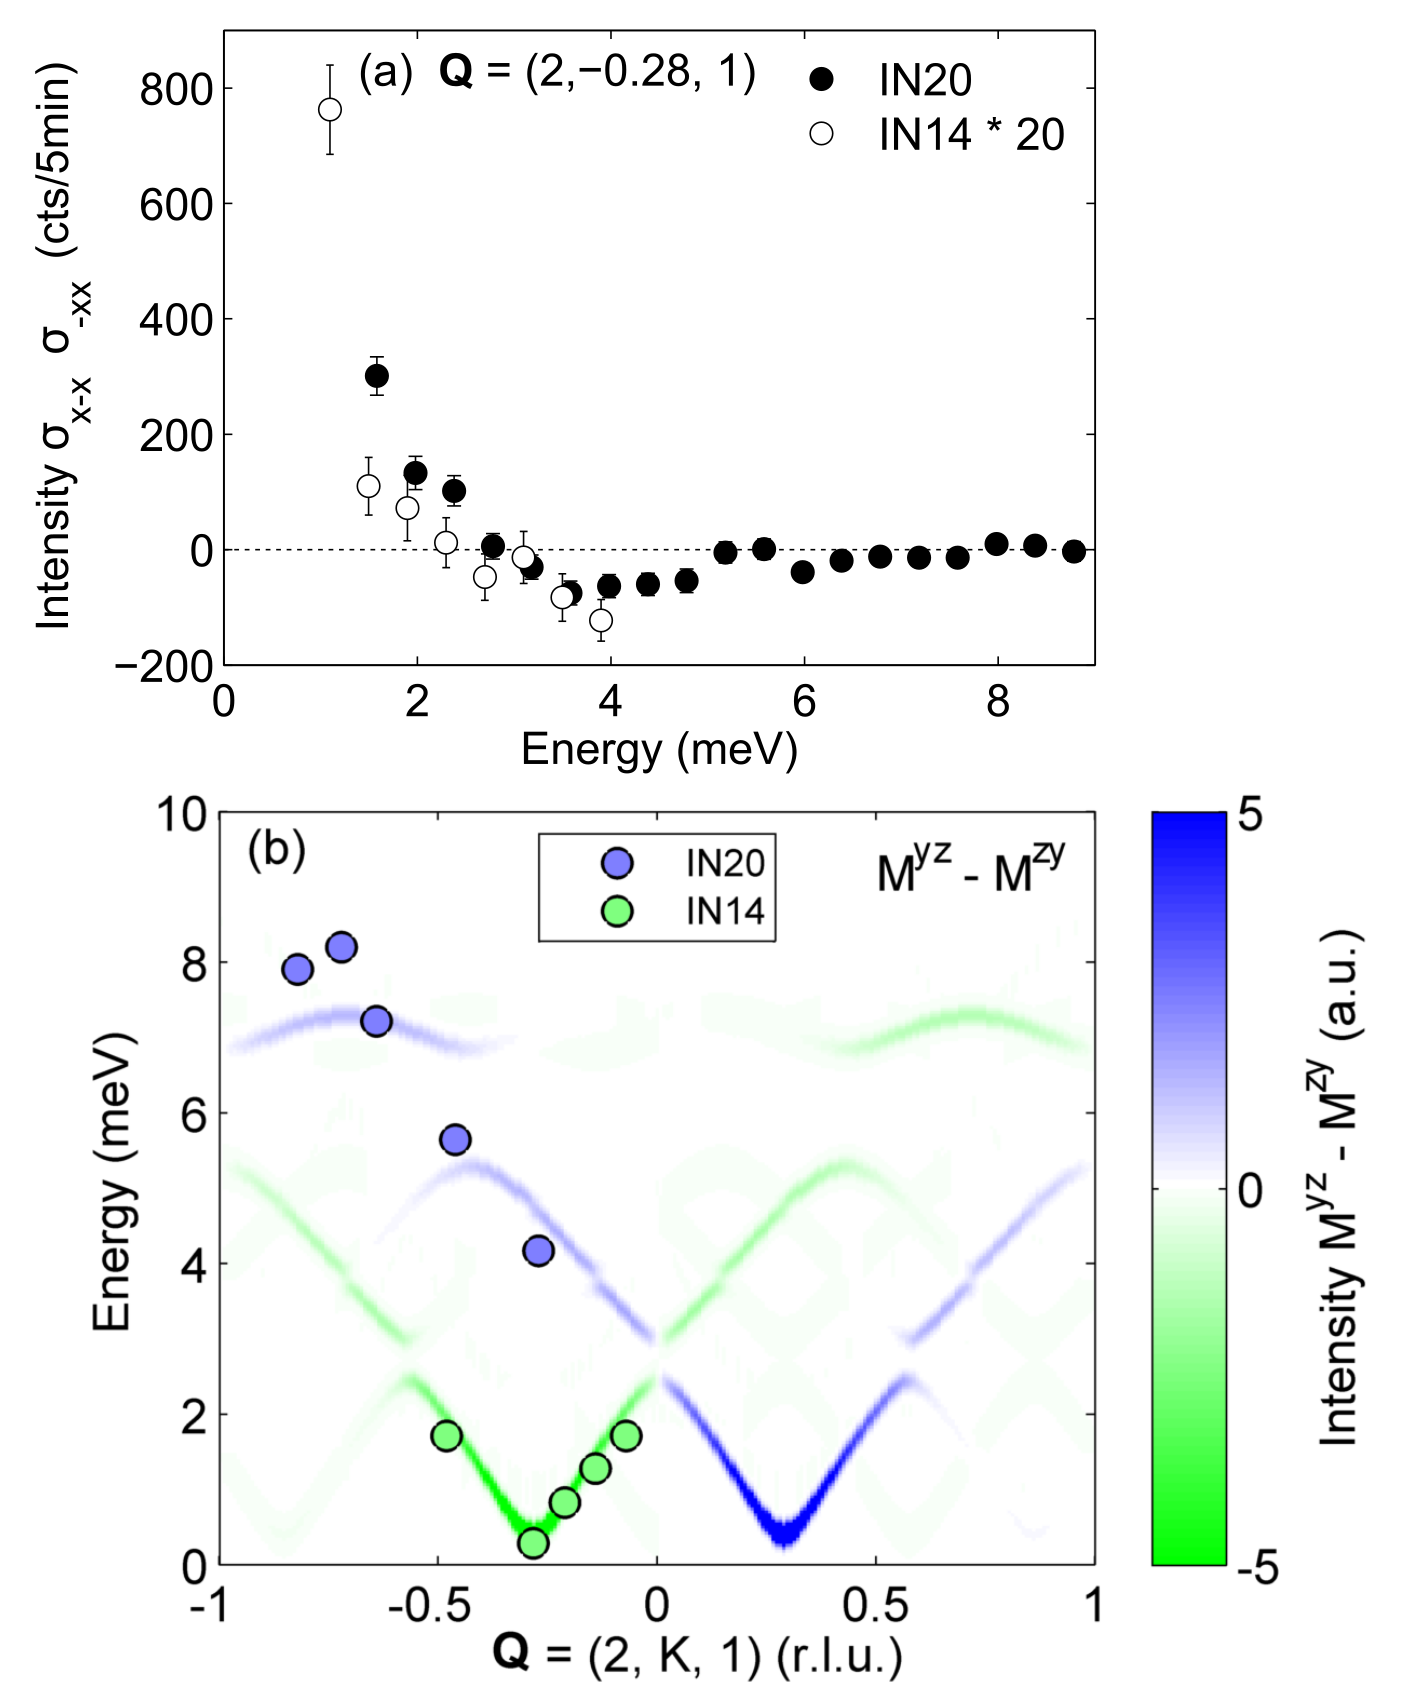 (a) Q = (2,−0.28, 1)
IN20
IN14 * 20
Intensity σx-x σ-xx (cts/5min)
800
600
400
200
0
−200
0 2 4 6 8
Energy (meV)
(b)
IN20
IN14
Myz - Mzy
Energy (meV)
10
8
6
4
2
0
-1 -0.5 0 0.5 1
Q = (2, K, 1) (r.l.u.)
5
0
-5
Intensity Myz - Mzy (a.u.)